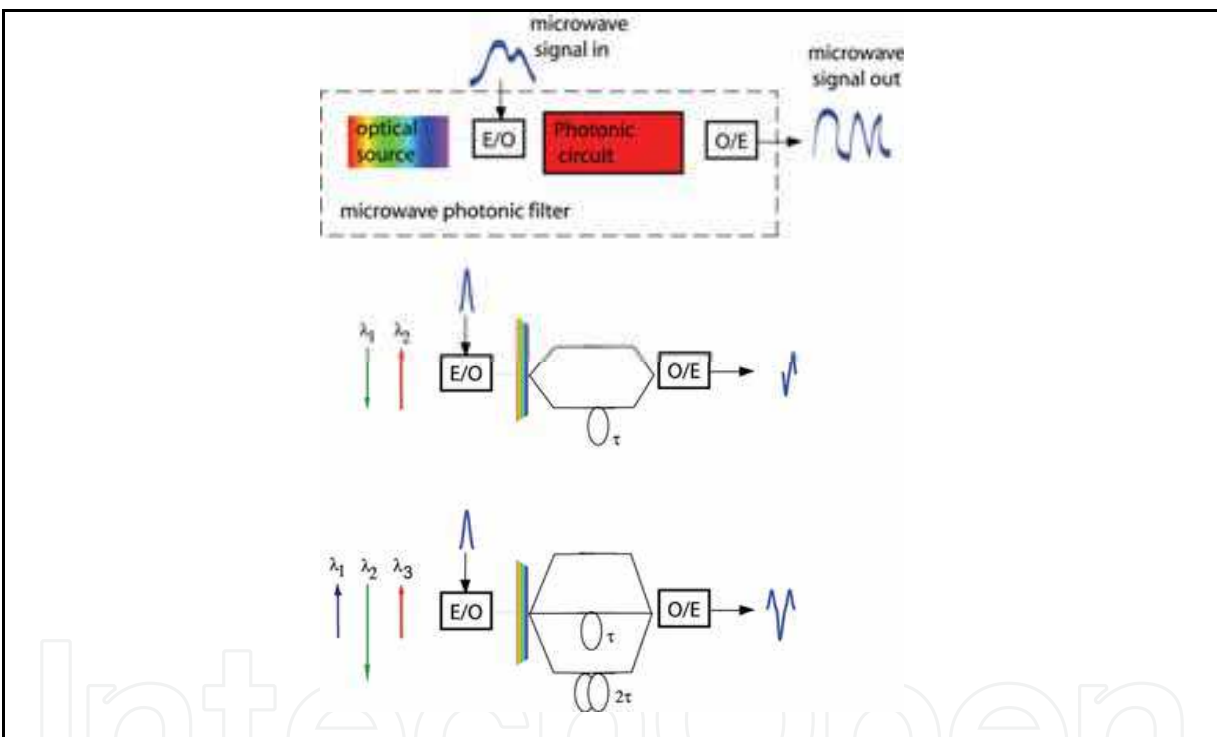 microwave
signal in
microwave
signal out
optical
source
E/O
Photonic
circuit
O/E
microwave photonic filter
λ₁ λ₂
E/O
O/E
τ
λ₁ λ₂ λ₃
E/O
O/E
τ
2τ
IntechOpen